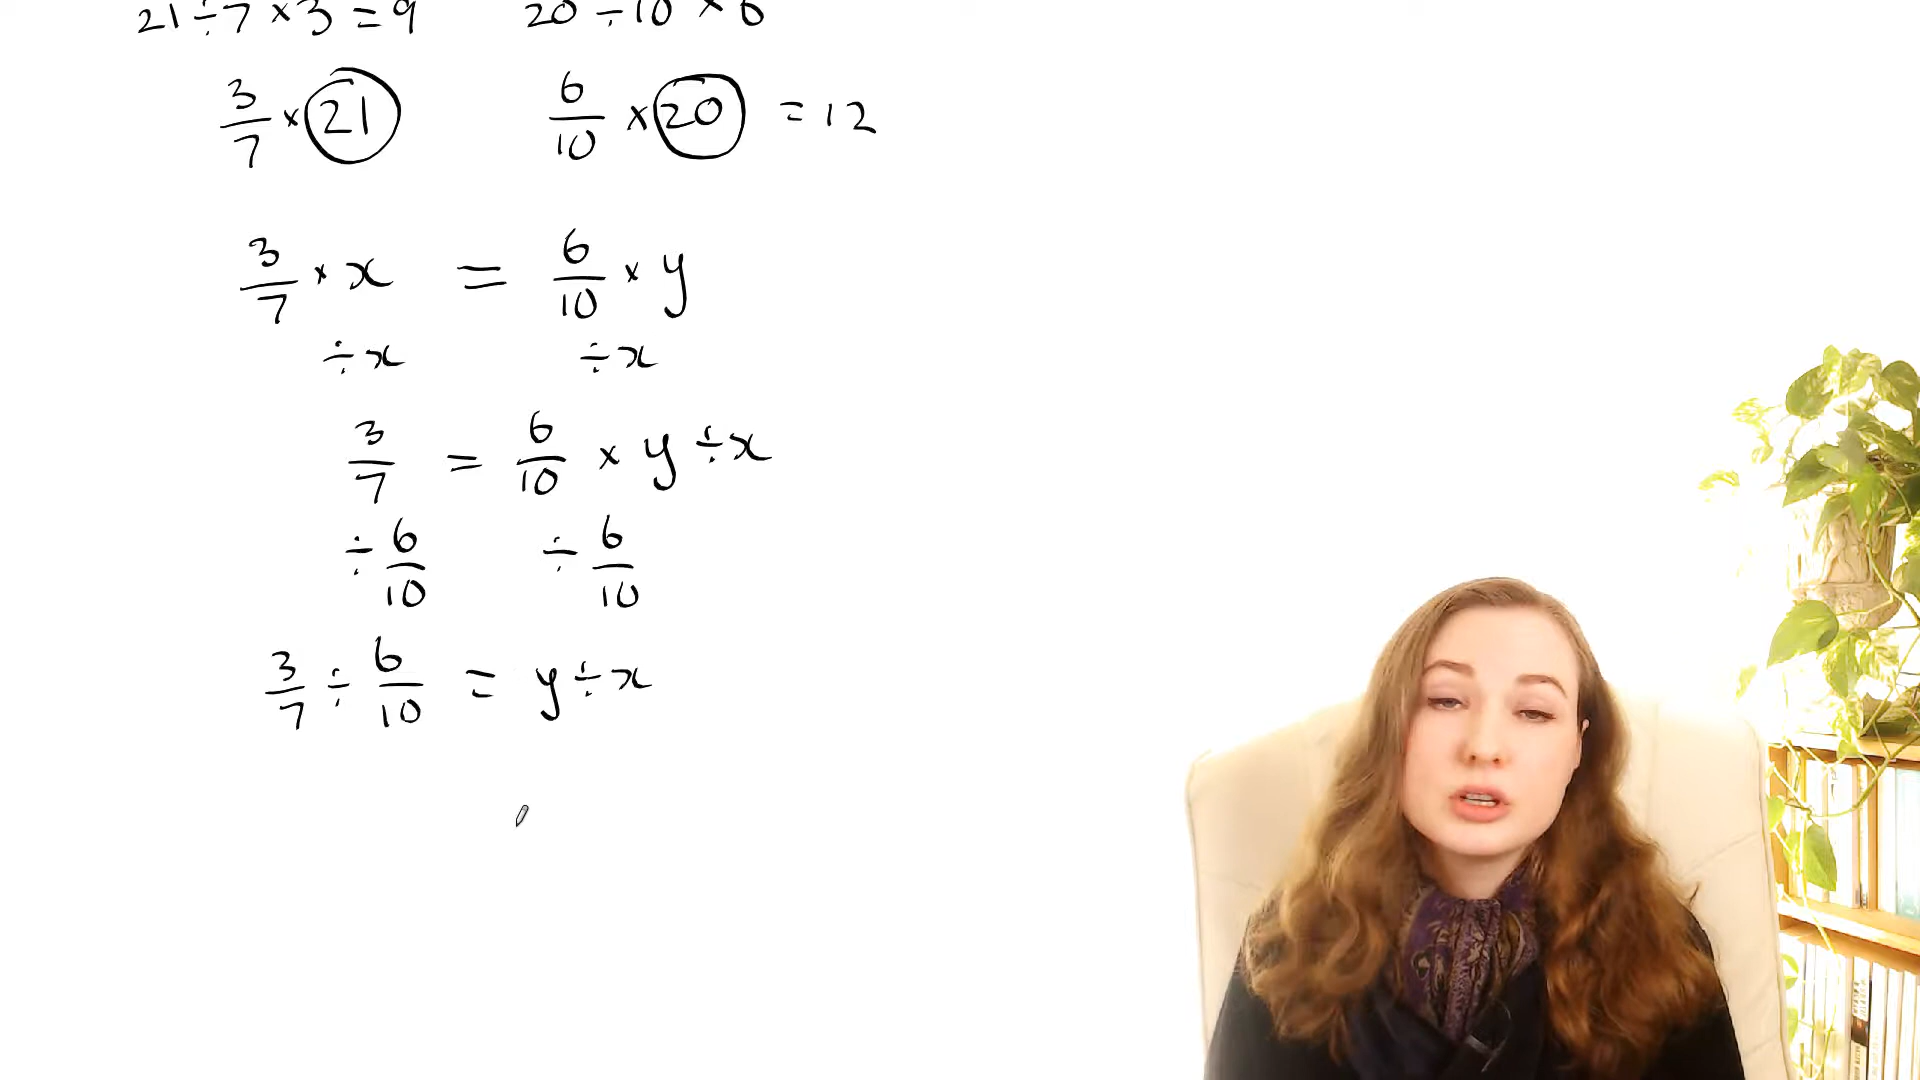 21 ÷ 7 × 3 = 9 20 ÷ 10 × 6
3/7 × 21 6/10 × 20 = 12
3/7 × x = 6/10 × y
÷ x ÷ x
3/7 = 6/10 × y ÷ x
÷ 6/10 ÷ 6/10
3/7 ÷ 6/10 = y ÷ x